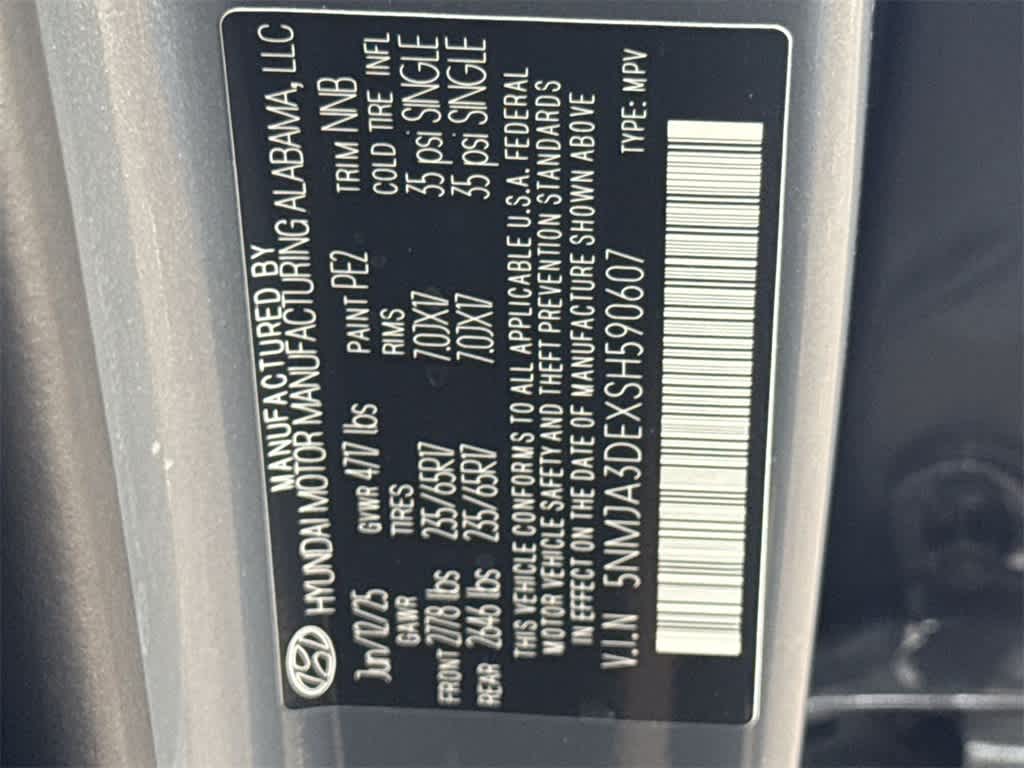 MANUFACTURED BY
HYUNDAI MOTOR MANUFACTURING ALABAMA, LLC
Jun/12/25 GVWR 4717 lbs PAINT PE2 TRIM NNB
GAWR TIRES RIMS COLD TIRE INFL
FRONT 2778 lbs 235/65R17 7.0JX17 35 psi SINGLE
REAR 2646 lbs 235/65R17 7.0JX17 35 psi SINGLE
THIS VEHICLE CONFORMS TO ALL APPLICABLE U.S.A. FEDERAL
MOTOR VEHICLE SAFETY AND THEFT PREVENTION STANDARDS
IN EFFECT ON THE DATE OF MANUFACTURE SHOWN ABOVE
V.I.N 5NMJA3DEXSH590607 TYPE: MPV